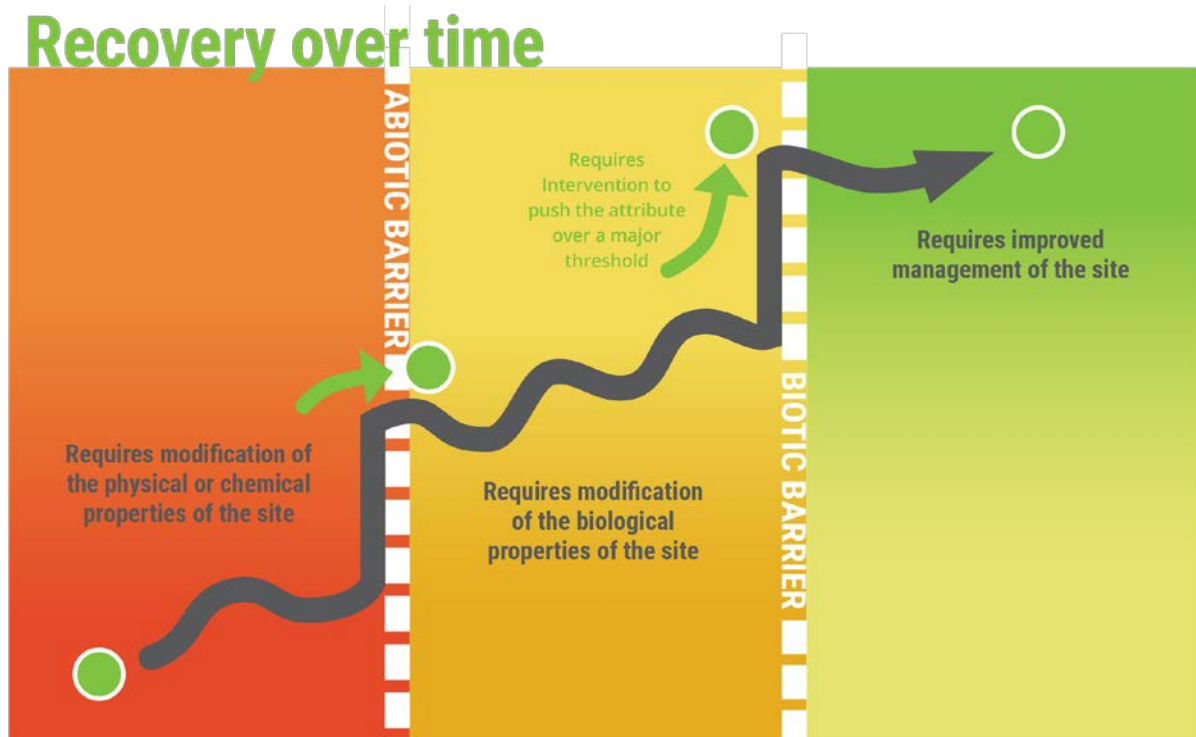 Recovery over time
ABIOTIC BARRIER
Requires
Intervention to
push the attribute
over a major
threshold
Requires improved
management of the site
Requires modification of
the physical or chemical
properties of the site
Requires modification
of the biological
properties of the site
BIOTIC BARRIER